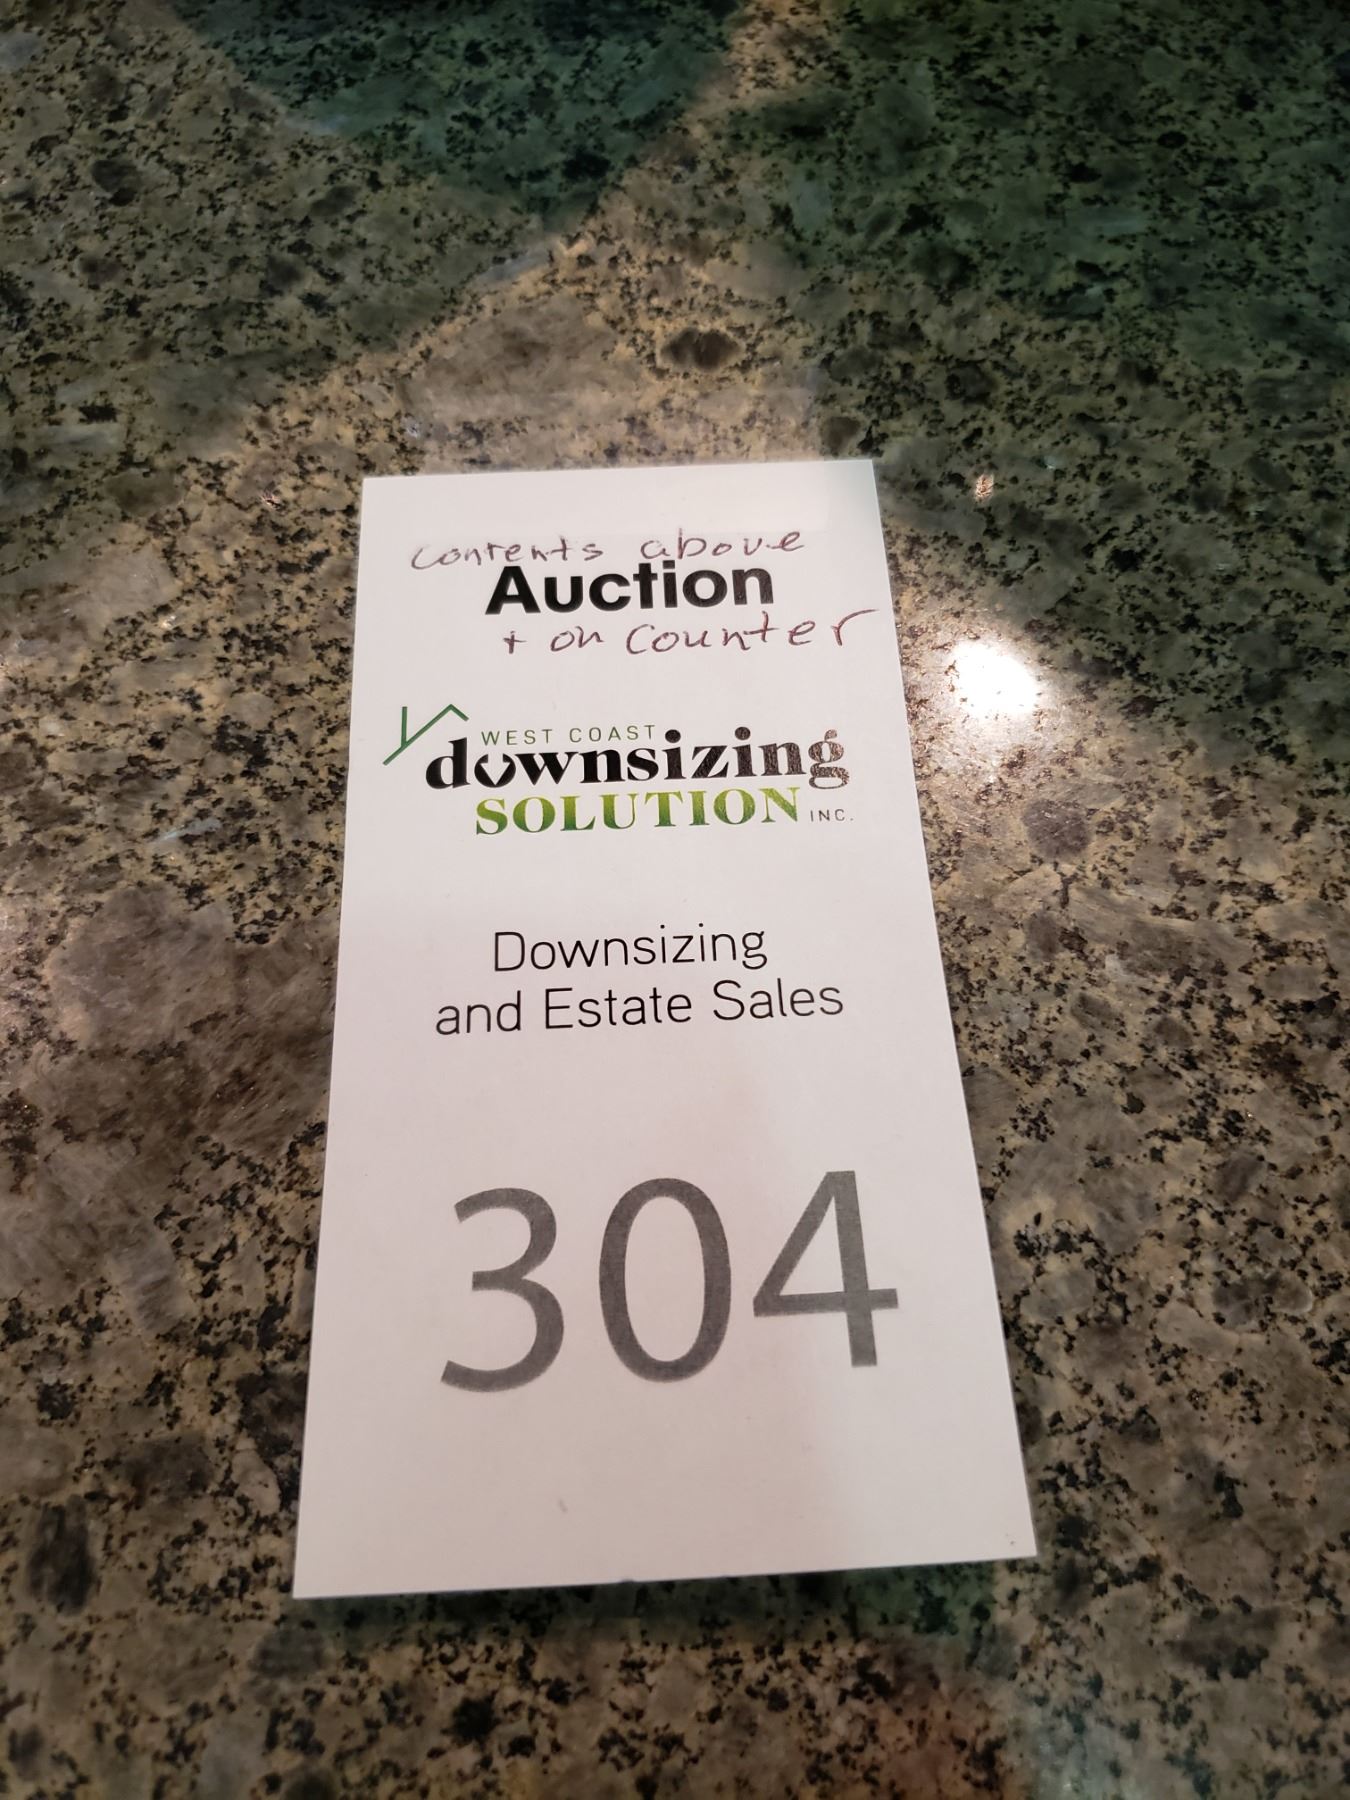 contents above
Auction
+ on counter
WEST COAST
downsizing
SOLUTION INC.
Downsizing
and Estate Sales
304